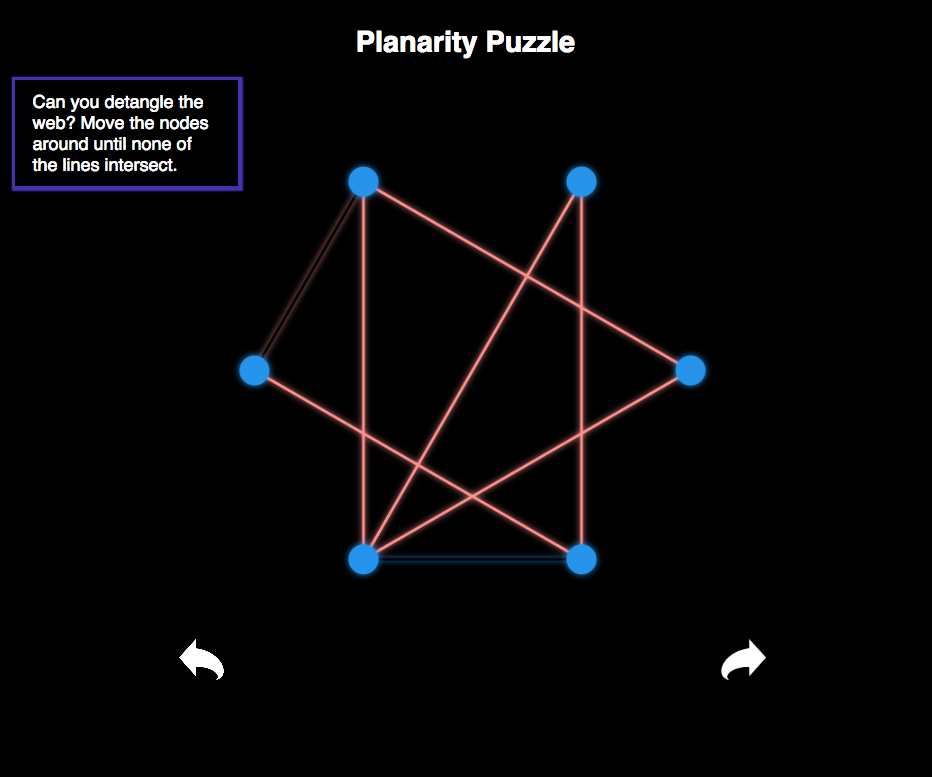 Planarity Puzzle
Can you detangle the
web? Move the nodes
around until none of
the lines intersect.